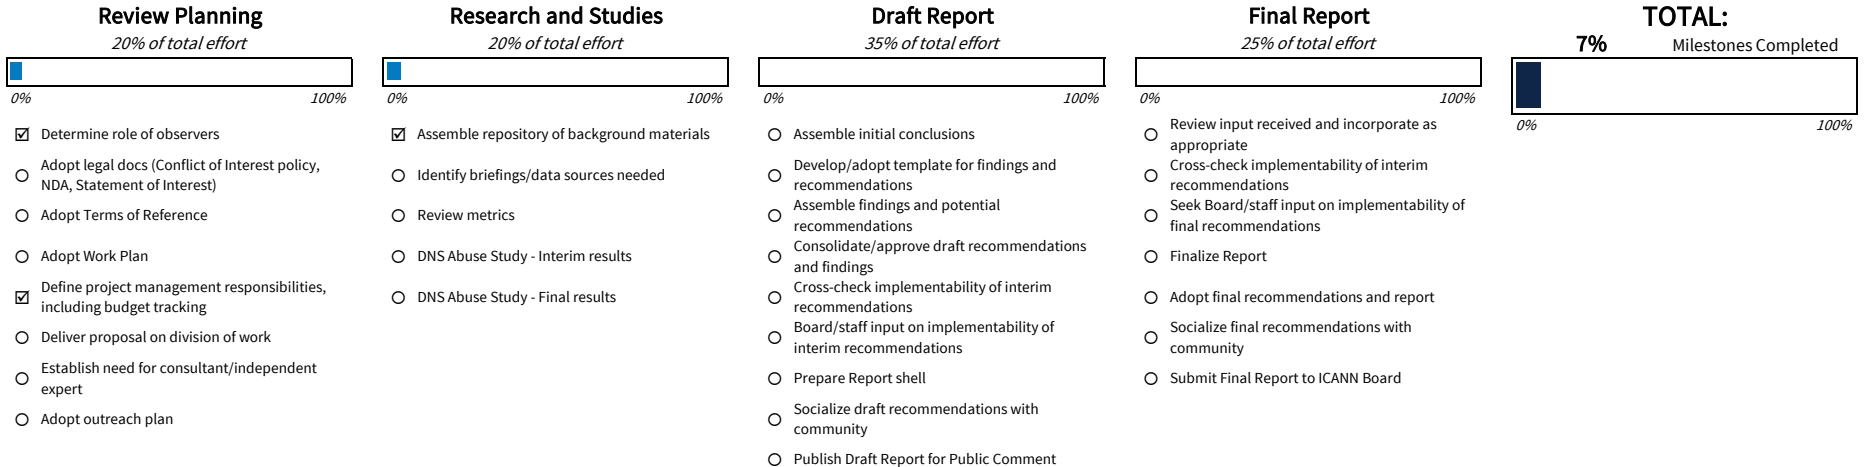 Review Planning
20% of total effort
0% 100%
☑ Determine role of observers
○ Adopt legal docs (Conflict of Interest policy,
NDA, Statement of Interest)
○ Adopt Terms of Reference
○ Adopt Work Plan
☑ Define project management responsibilities,
including budget tracking
○ Deliver proposal on division of work
○ Establish need for consultant/independent
expert
○ Adopt outreach plan
Research and Studies
20% of total effort
0% 100%
☑ Assemble repository of background materials
○ Identify briefings/data sources needed
○ Review metrics
○ DNS Abuse Study - Interim results
○ DNS Abuse Study - Final results
Draft Report
35% of total effort
0% 100%
○ Assemble initial conclusions
○ Develop/adopt template for findings and
recommendations
○ Assemble findings and potential
recommendations
○ Consolidate/approve draft recommendations
and findings
○ Cross-check implementability of interim
recommendations
○ Board/staff input on implementability of
interim recommendations
○ Prepare Report shell
○ Socialize draft recommendations with
community
○ Publish Draft Report for Public Comment
Final Report
25% of total effort
0% 100%
○ Review input received and incorporate as
appropriate
○ Cross-check implementability of interim
recommendations
○ Seek Board/staff input on implementability of
final recommendations
○ Finalize Report
○ Adopt final recommendations and report
○ Socialize final recommendations with
community
○ Submit Final Report to ICANN Board
TOTAL:
7% Milestones Completed
0% 100%